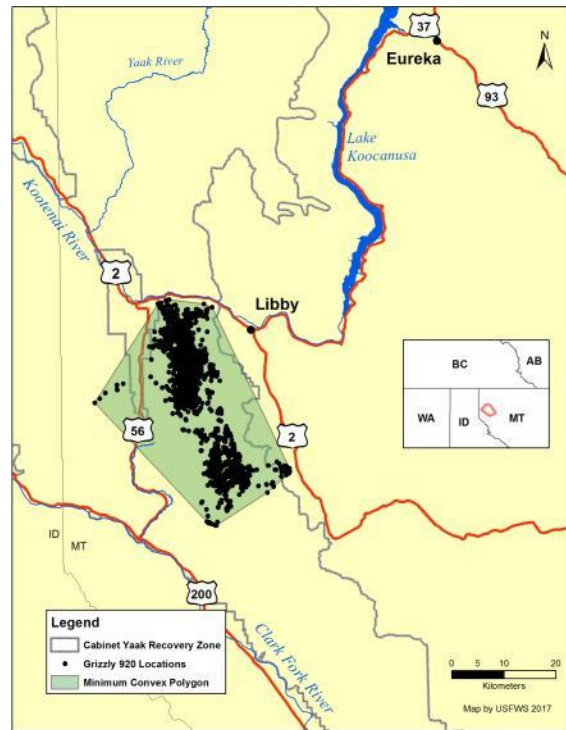 37
Eureka
N
93
Yaak River
Lake
Koocanusa
Kootenai River
2
Libby
BC
AB
WA
ID
MT
56
2
ID
MT
200
Clark Fork River
Legend
Cabinet Yaak Recovery Zone
Grizzly 920 Locations
Minimum Convex Polygon
0 5 10 20
Kilometers
Map by USFWS 2017